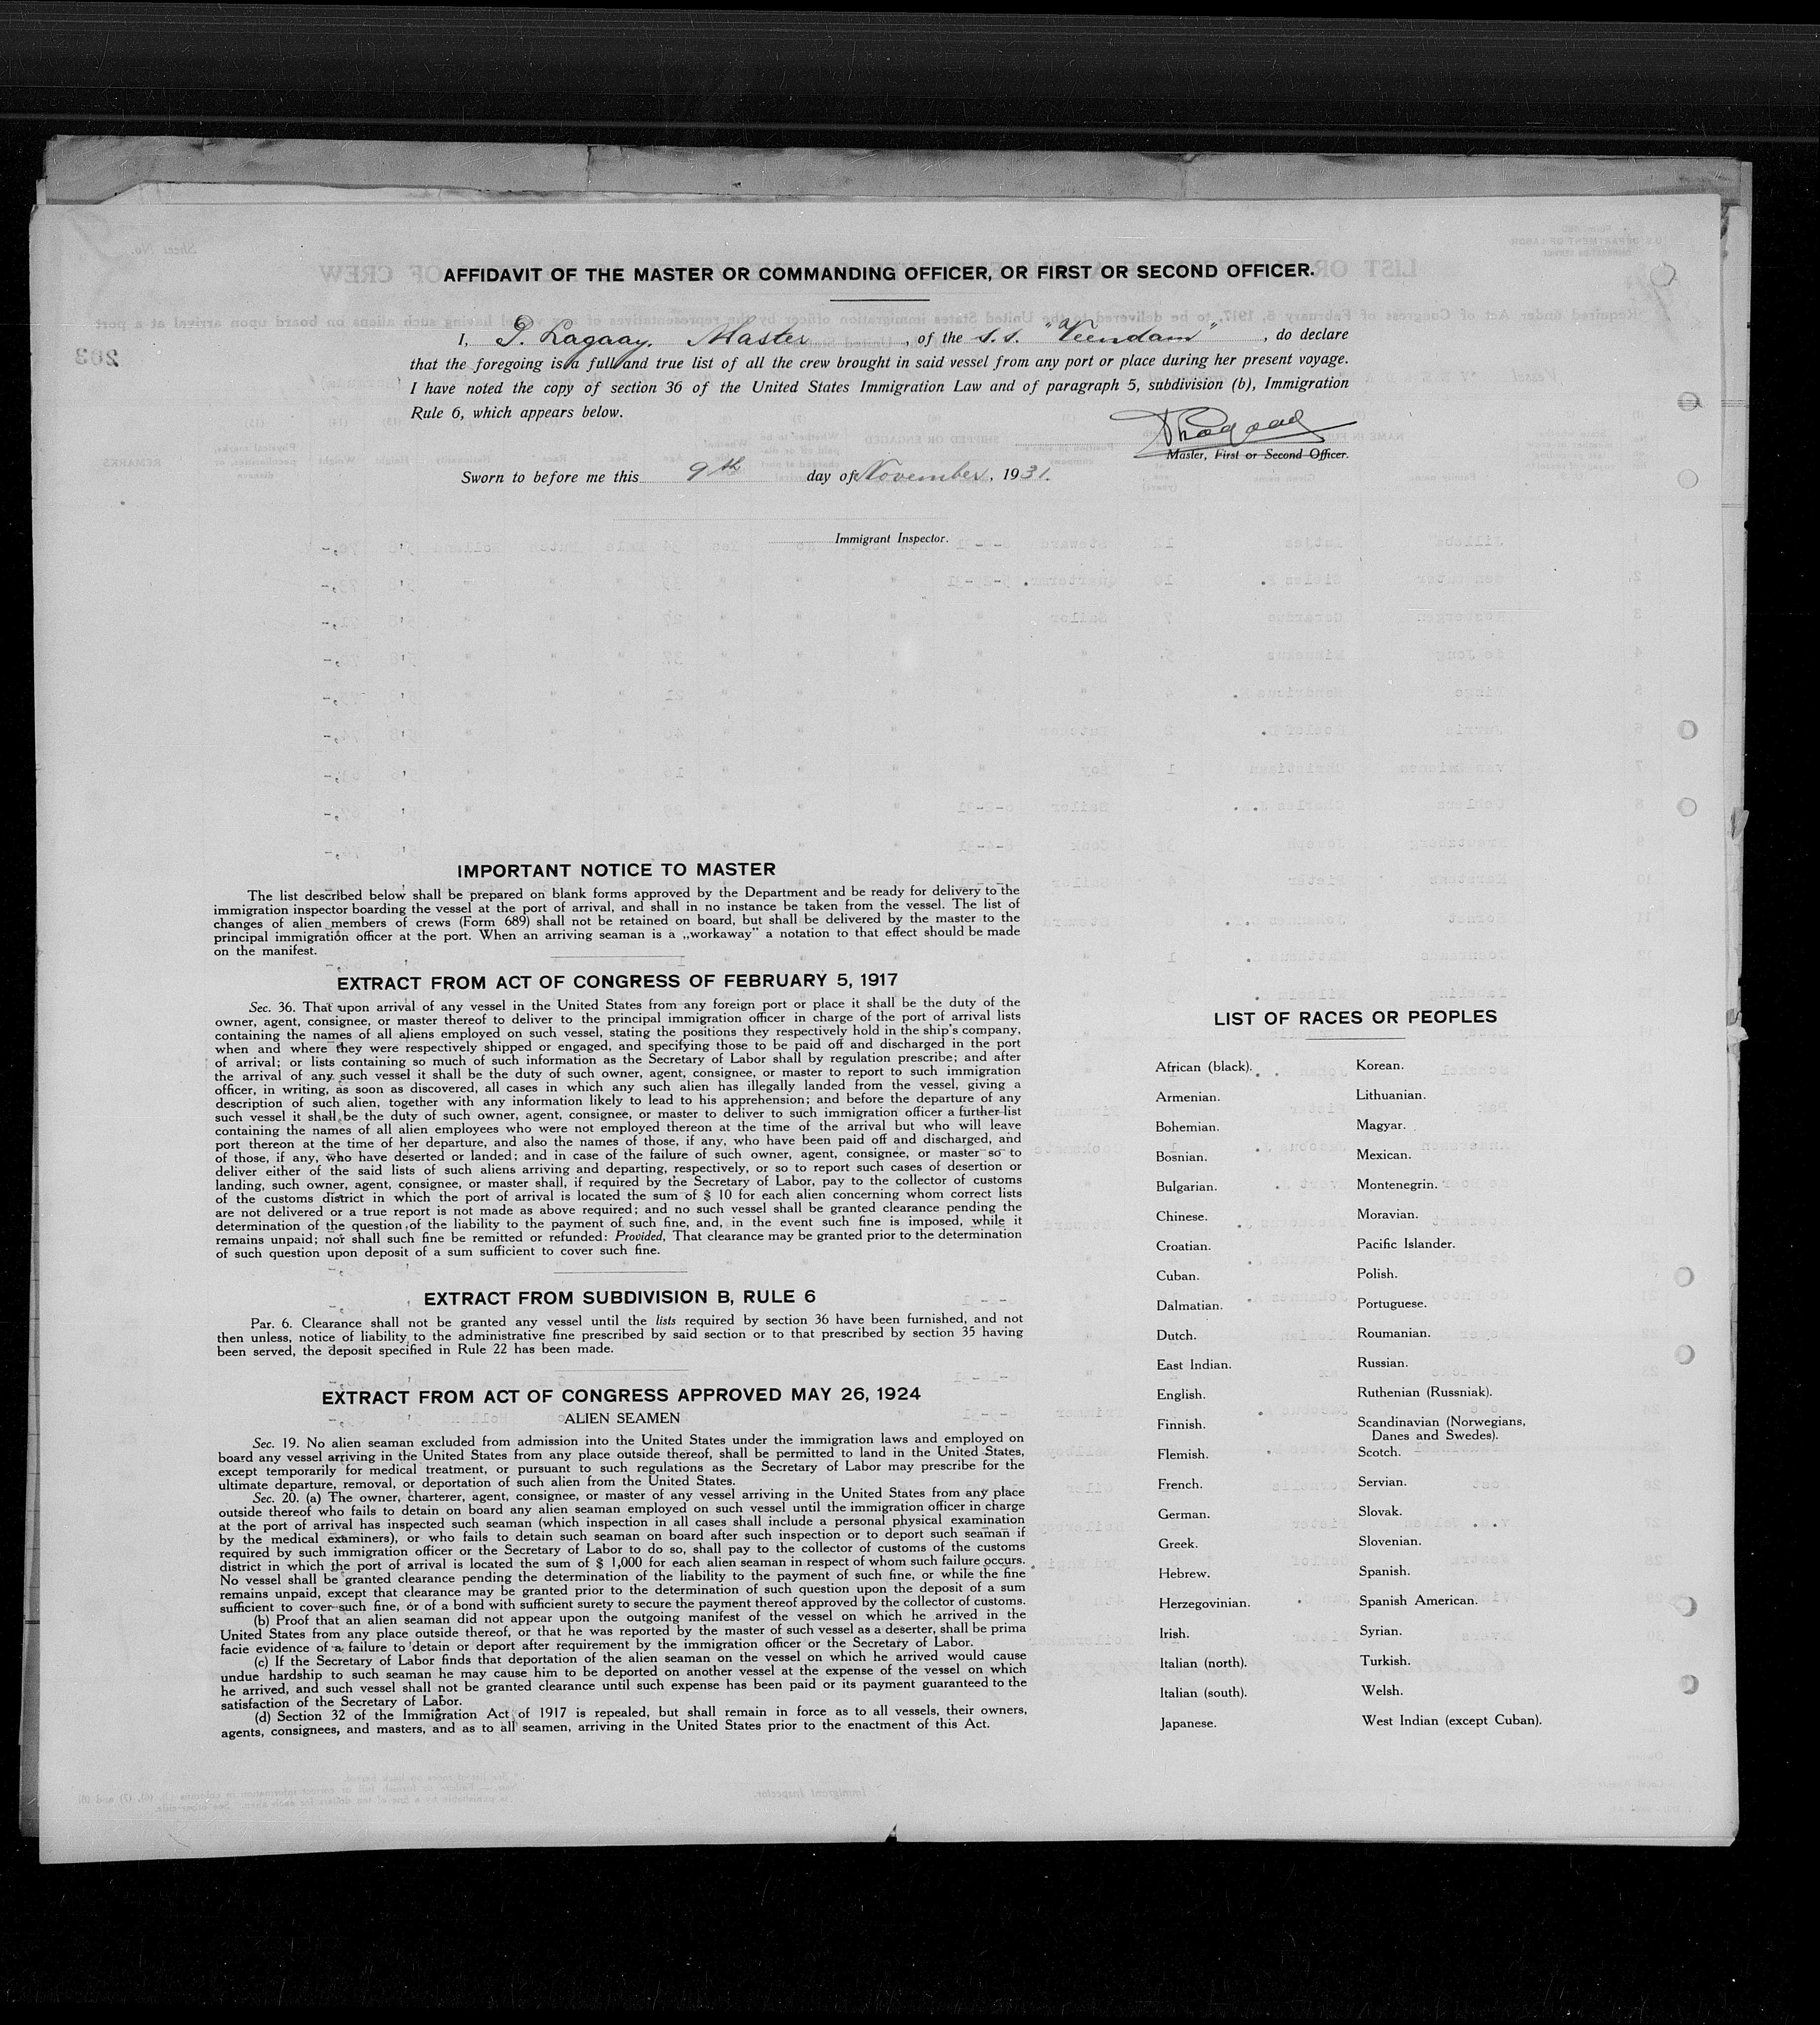 AFFIDAVIT OF THE MASTER OR COMMANDING OFFICER, OR FIRST OR SECOND OFFICER.
I, P. Lagaay. Master , of the s.s. "Veendam" , do declare
that the foregoing is a full and true list of all the crew brought in said vessel from any port or place during her present voyage.
I have noted the copy of section 36 of the United States Immigration Law and of paragraph 5, subdivision (b), Immigration
Rule 6, which appears below.
Master, First or Second Officer.
Sworn to before me this 9th day of November, 1931.
Immigrant Inspector.
IMPORTANT NOTICE TO MASTER
The list described below shall be prepared on blank forms approved by the Department and be ready for delivery to the
immigration inspector boarding the vessel at the port of arrival, and shall in no instance be taken from the vessel. The list of
changes of alien members of crews (Form 689) shall not be retained on board, but shall be delivered by the master to the
principal immigration officer at the port. When an arriving seaman is a „workaway" a notation to that effect should be made
on the manifest.
EXTRACT FROM ACT OF CONGRESS OF FEBRUARY 5, 1917
Sec. 36. That upon arrival of any vessel in the United States from any foreign port or place it shall be the duty of the
owner, agent, consignee, or master thereof to deliver to the principal immigration officer in charge of the port of arrival lists
containing the names of all aliens employed on such vessel, stating the positions they respectively hold in the ship's company,
when and where they were respectively shipped or engaged, and specifying those to be paid off and discharged in the port
of arrival; or lists containing so much of such information as the Secretary of Labor shall by regulation prescribe; and after
the arrival of any such vessel it shall be the duty of such owner, agent, consignee, or master to report to such immigration
officer, in writing, as soon as discovered, all cases in which any such alien has illegally landed from the vessel, giving a
description of such alien, together with any information likely to lead to his apprehension; and before the departure of any
such vessel it shall be the duty of such owner, agent, consignee, or master to deliver to such immigration officer a further list
containing the names of all alien employees who were not employed thereon at the time of the arrival but who will leave
port thereon at the time of her departure, and also the names of those, if any, who have been paid off and discharged, and
of those, if any, who have deserted or landed; and in case of the failure of such owner, agent, consignee, or master so to
deliver either of the said lists of such aliens arriving and departing, respectively, or so to report such cases of desertion or
landing, such owner, agent, consignee, or master shall, if required by the Secretary of Labor, pay to the collector of customs
of the customs district in which the port of arrival is located the sum of $ 10 for each alien concerning whom correct lists
are not delivered or a true report is not made as above required; and no such vessel shall be granted clearance pending the
determination of the question of the liability to the payment of such fine, and, in the event such fine is imposed, while it
remains unpaid; nor shall such fine be remitted or refunded: Provided, That clearance may be granted prior to the determination
of such question upon deposit of a sum sufficient to cover such fine.
EXTRACT FROM SUBDIVISION B, RULE 6
Par. 6. Clearance shall not be granted any vessel until the lists required by section 36 have been furnished, and not
then unless, notice of liability to the administrative fine prescribed by said section or to that prescribed by section 35 having
been served, the deposit specified in Rule 22 has been made.
EXTRACT FROM ACT OF CONGRESS APPROVED MAY 26, 1924
ALIEN SEAMEN
Sec. 19. No alien seaman excluded from admission into the United States under the immigration laws and employed on
board any vessel arriving in the United States from any place outside thereof, shall be permitted to land in the United States,
except temporarily for medical treatment, or pursuant to such regulations as the Secretary of Labor may prescribe for the
ultimate departure, removal, or deportation of such alien from the United States.
Sec. 20. (a) The owner, charterer, agent, consignee, or master of any vessel arriving in the United States from any place
outside thereof who fails to detain on board any alien seaman employed on such vessel until the immigration officer in charge
at the port of arrival has inspected such seaman (which inspection in all cases shall include a personal physical examination
by the medical examiners), or who fails to detain such seaman on board after such inspection or to deport such seaman if
required by such immigration officer or the Secretary of Labor to do so, shall pay to the collector of customs of the customs
district in which the port of arrival is located the sum of $ 1,000 for each alien seaman in respect of whom such failure occurs.
No vessel shall be granted clearance pending the determination of the liability to the payment of such fine, or while the fine
remains unpaid, except that clearance may be granted prior to the determination of such question upon the deposit of a sum
sufficient to cover such fine, or of a bond with sufficient surety to secure the payment thereof approved by the collector of customs.
(b) Proof that an alien seaman did not appear upon the outgoing manifest of the vessel on which he arrived in the
United States from any place outside thereof, or that he was reported by the master of such vessel as a deserter, shall be prima
facie evidence of a failure to detain or deport after requirement by the immigration officer or the Secretary of Labor.
(c) If the Secretary of Labor finds that deportation of the alien seaman on the vessel on which he arrived would cause
undue hardship to such seaman he may cause him to be deported on another vessel at the expense of the vessel on which
he arrived, and such vessel shall not be granted clearance until such expense has been paid or its payment guaranteed to the
satisfaction of the Secretary of Labor.
(d) Section 32 of the Immigration Act of 1917 is repealed, but shall remain in force as to all vessels, their owners,
agents, consignees, and masters, and as to all seamen, arriving in the United States prior to the enactment of this Act.
LIST OF RACES OR PEOPLES
African (black).
Armenian.
Bohemian.
Bosnian.
Bulgarian.
Chinese.
Croatian.
Cuban.
Dalmatian.
Dutch.
East Indian.
English.
Finnish.
Flemish.
French.
German.
Greek.
Hebrew.
Herzegovinian.
Irish.
Italian (north).
Italian (south).
Japanese.
Korean.
Lithuanian.
Magyar.
Mexican.
Montenegrin.
Moravian.
Pacific Islander.
Polish.
Portuguese.
Roumanian.
Russian.
Ruthenian (Russniak).
Scandinavian (Norwegians,
Danes and Swedes).
Scotch.
Servian.
Slovak.
Slovenian.
Spanish.
Spanish American.
Syrian.
Turkish.
Welsh.
West Indian (except Cuban).